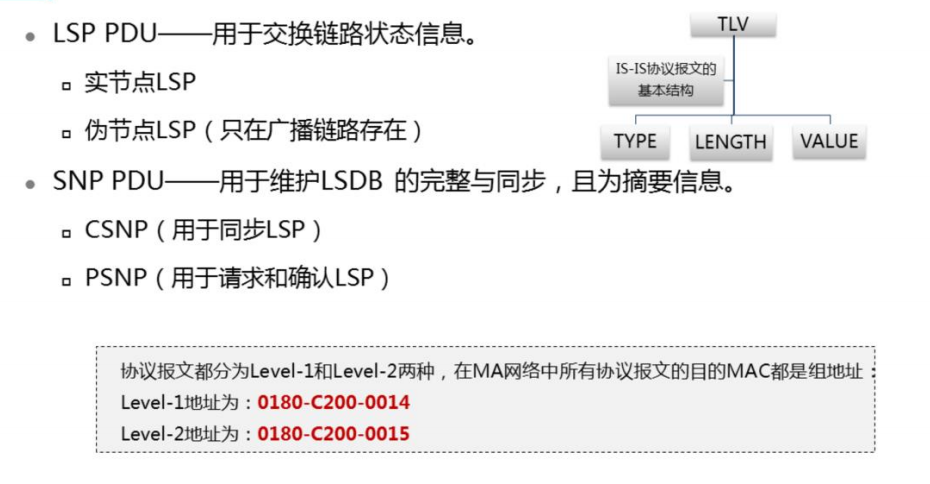 LSP PDU——用于交换链路状态信息。
实节点LSP
伪节点LSP（只在广播链路存在）
SNP PDU——用于维护LSDB 的完整与同步，且为摘要信息。
CSNP（用于同步LSP）
PSNP（用于请求和确认LSP）
TLV
IS-IS协议报文的
基本结构
TYPE
LENGTH
VALUE
协议报文都分为Level-1和Level-2两种，在MA网络中所有协议报文的目的MAC都是组地址：
Level-1地址为：0180-C200-0014
Level-2地址为：0180-C200-0015